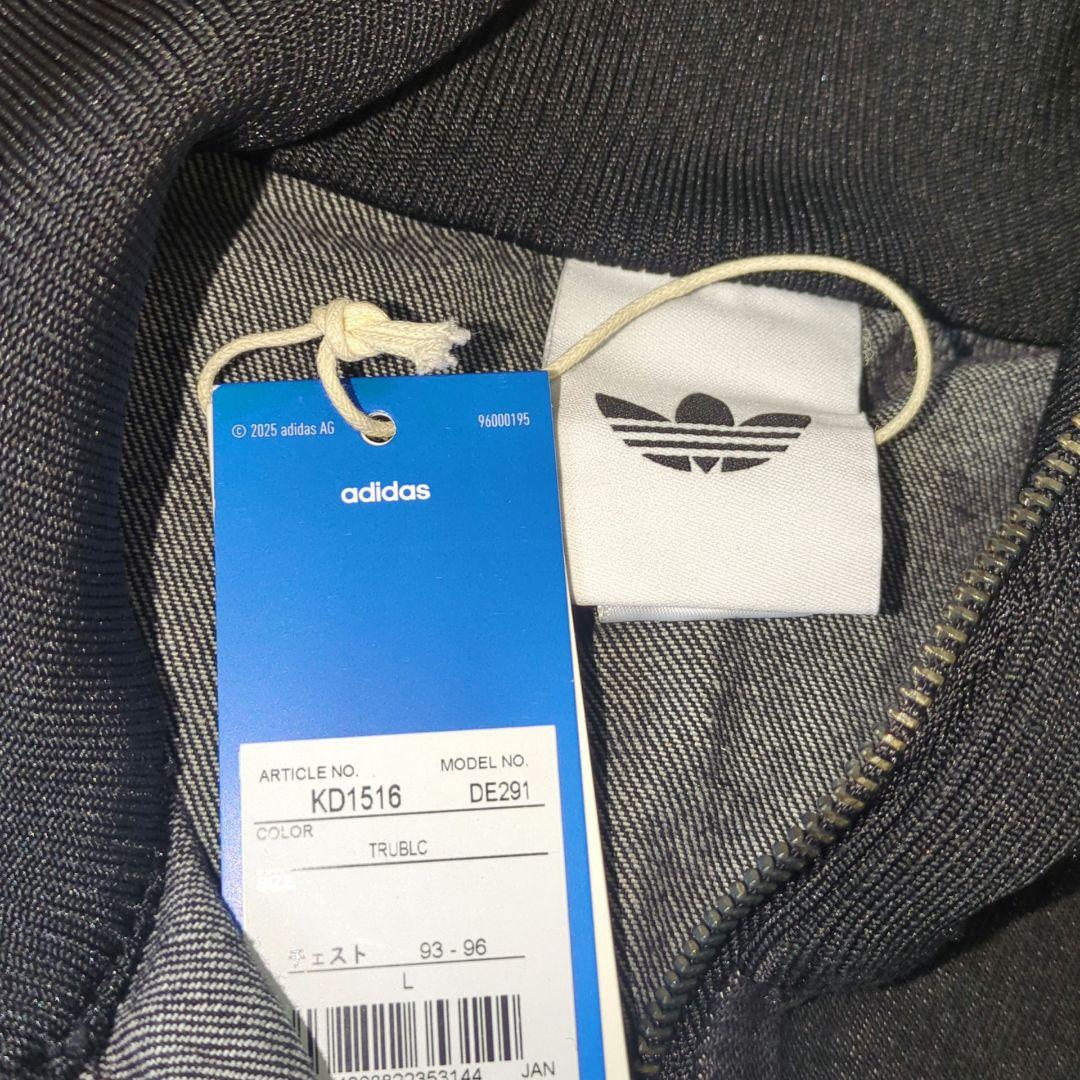 © 2025 adidas AG 96000195
adidas
ARTICLE NO. MODEL NO.
KD1516 DE291
COLOR
TRUBLC
SIZE
チェスト 93 - 96
L
JAN